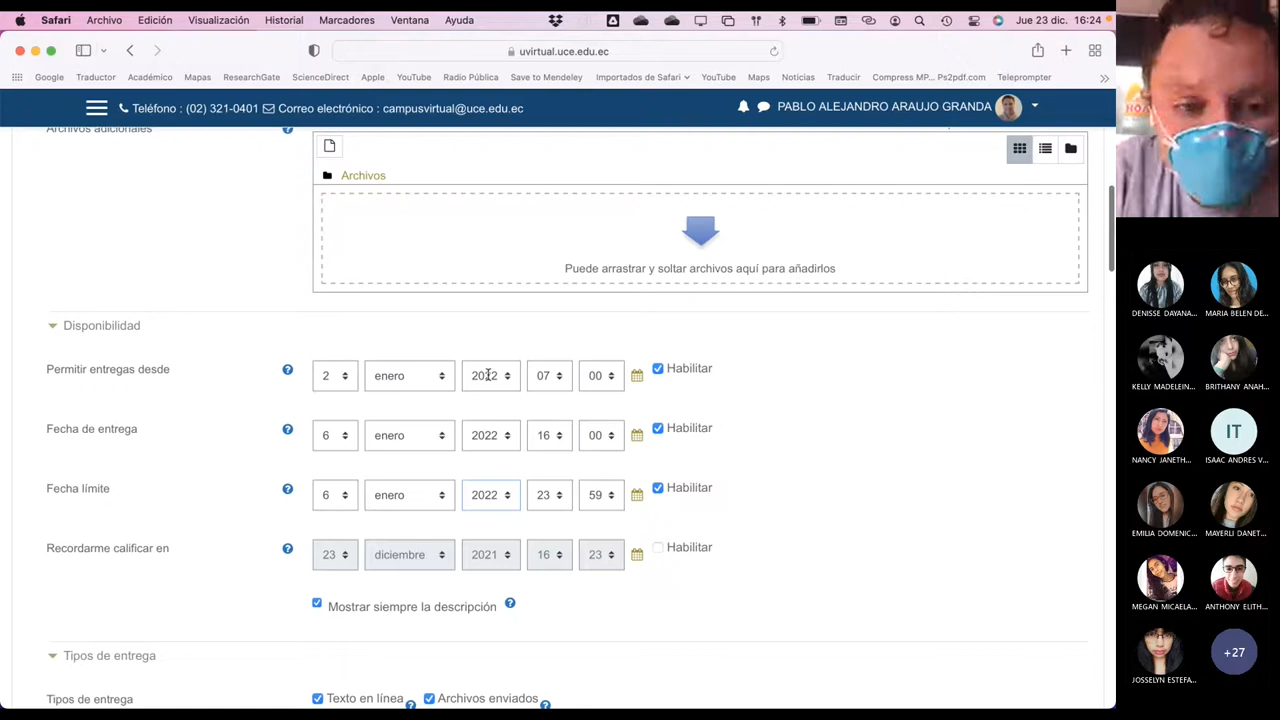 Safari Archivo Edición Visualización Historial Marcadores Ventana Ayuda Jue 23 dic. 16:24
uvirtual.uce.edu.ec
Google Traductor Académico Mapas ResearchGate ScienceDirect Apple YouTube Radio Pública Save to Mendeley Importados de Safari YouTube Maps Noticias Traducir Compress MP... Ps2pdf.com Teleprompter
Teléfono : (02) 321-0401 Correo electrónico : campusvirtual@uce.edu.ec PABLO ALEJANDRO ARAUJO GRANDA
Archivos adicionales
Archivos
Puede arrastrar y soltar archivos aquí para añadirlos
Disponibilidad
Permitir entregas desde 2 enero 2022 07 00 Habilitar
Fecha de entrega 6 enero 2022 16 00 Habilitar
Fecha límite 6 enero 2022 23 59 Habilitar
Recordarme calificar en 23 diciembre 2021 16 23 Habilitar
Mostrar siempre la descripción
Tipos de entrega
Tipos de entrega Texto en línea Archivos enviados
DENISSE DAYANA... MARIA BELEN DE...
KELLY MADELEIN... BRITHANY ANAH...
IT
NANCY JANETH... ISAAC ANDRES V...
EMILIA DOMENIC... MAYERLI DANET...
MEGAN MICAELA... ANTHONY ELITH...
+27
JOSSELYN ESTEFA...